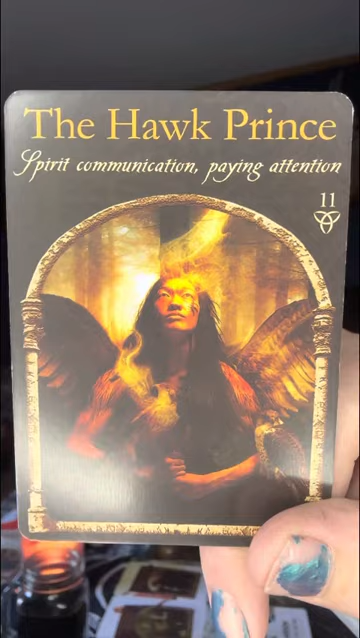 The Hawk Prince
Spirit communication, paying attention
11